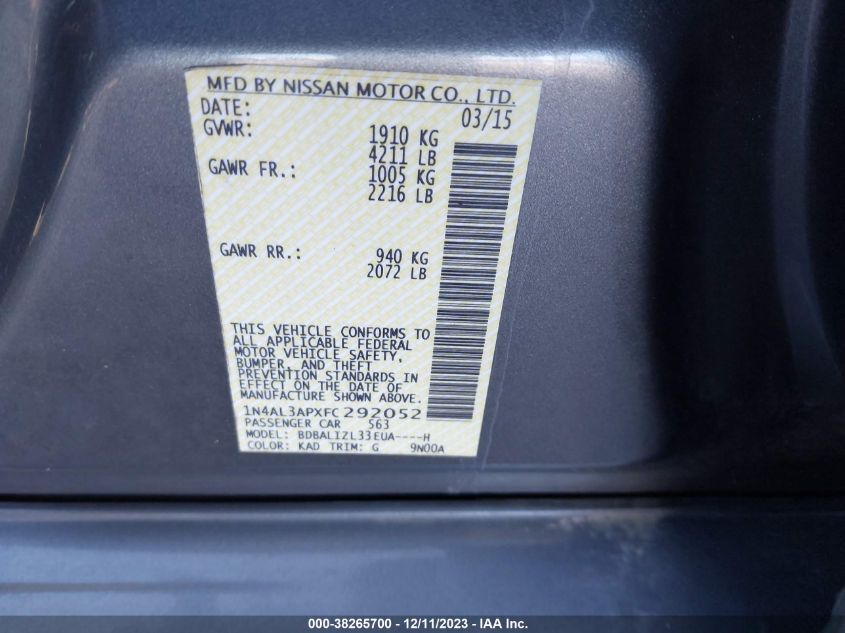 MFD BY NISSAN MOTOR CO., LTD.
DATE: 03/15
GVWR: 1910 KG
4211 LB
GAWR FR.: 1005 KG
2216 LB
GAWR RR.: 940 KG
2072 LB
THIS VEHICLE CONFORMS TO
ALL APPLICABLE FEDERAL
MOTOR VEHICLE SAFETY,
BUMPER, AND THEFT
PREVENTION STANDARDS IN
EFFECT ON THE DATE OF
MANUFACTURE SHOWN ABOVE.
1N4AL3APXFC292052
PASSENGER CAR S63
MODEL: BDBALIZL33EUA----H
COLOR: KAD TRIM: G 9N00A
000-38265700 - 12/11/2023 - IAA Inc.